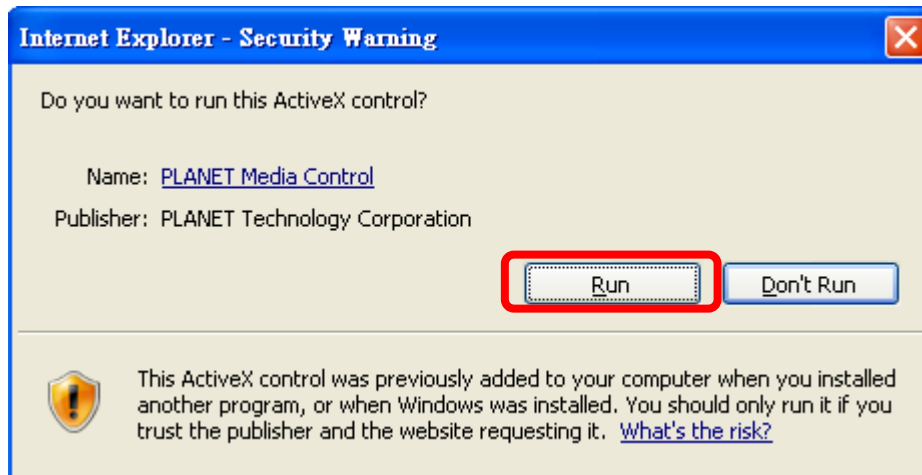 Internet Explorer - Security Warning
Do you want to run this ActiveX control?
Name: PLANET Media Control
Publisher: PLANET Technology Corporation
Run Don't Run
This ActiveX control was previously added to your computer when you installed
another program, or when Windows was installed. You should only run it if you
trust the publisher and the website requesting it. What's the risk?